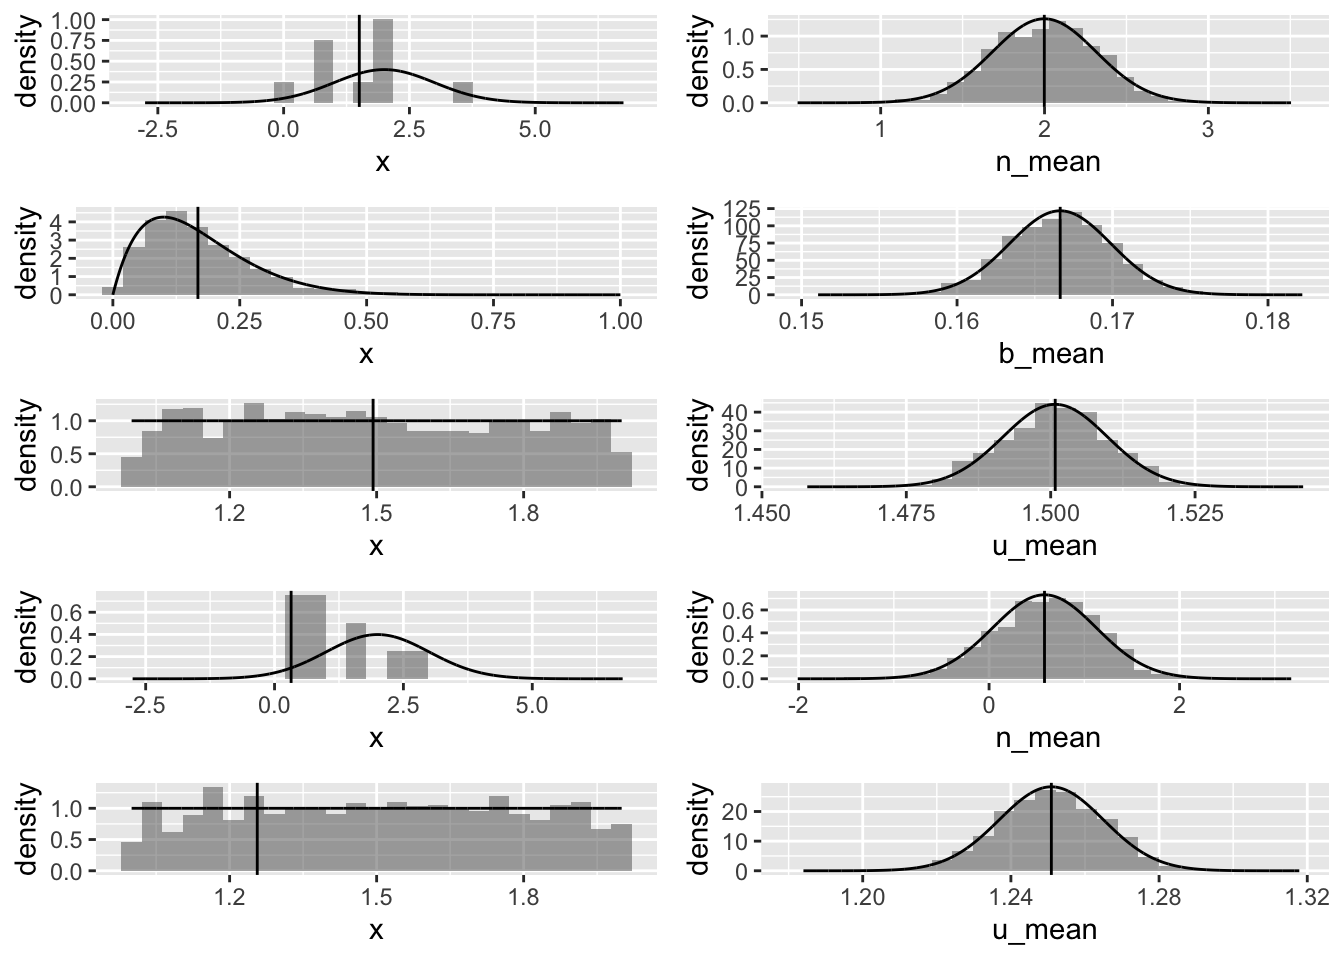 density
1.00
0.75
0.50
0.25
0.00
-2.5 0.0 2.5 5.0
x
density
1.0
0.5
0.0
1 2 3
n_mean
density
4
3
2
1
0
0.00 0.25 0.50 0.75 1.00
x
density
125
100
75
50
25
0
0.15 0.16 0.17 0.18
b_mean
density
1.0
0.5
0.0
1.2 1.5 1.8
x
density
40
30
20
10
0
1.450 1.475 1.500 1.525
u_mean
density
0.6
0.4
0.2
0.0
-2.5 0.0 2.5 5.0
x
density
0.6
0.4
0.2
0.0
-2 0 2
n_mean
density
1.0
0.5
0.0
1.2 1.5 1.8
x
density
20
10
0
1.20 1.24 1.28 1.32
u_mean